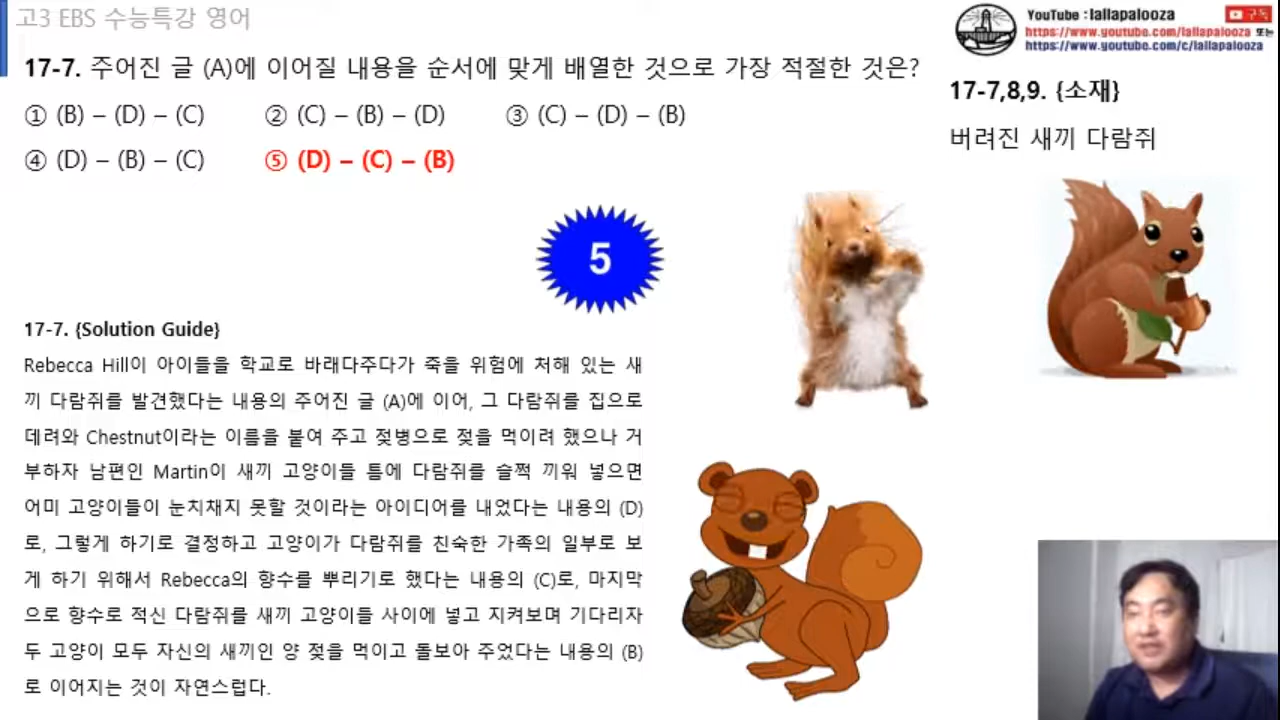 고3 EBS 수능특강 영어
YouTube : lallapalooza
구독
https://www.youtube.com/lallapalooza 또는
https://www.youtube.com/c/lallapalooza
17-7. 주어진 글 (A)에 이어질 내용을 순서에 맞게 배열한 것으로 가장 적절한 것은?
① (B) – (D) – (C) ② (C) – (B) – (D) ③ (C) – (D) – (B)
④ (D) – (B) – (C) ⑤ (D) – (C) – (B)
17-7,8,9. {소재}
버려진 새끼 다람쥐
5
17-7. {Solution Guide}
Rebecca Hill이 아이들을 학교로 바래다주다가 죽을 위험에 처해 있는 새
끼 다람쥐를 발견했다는 내용의 주어진 글 (A)에 이어, 그 다람쥐를 집으로
데려와 Chestnut이라는 이름을 붙여 주고 젖병으로 젖을 먹이려 했으나 거
부하자 남편인 Martin이 새끼 고양이들 틈에 다람쥐를 슬쩍 끼워 넣으면
어미 고양이들이 눈치채지 못할 것이라는 아이디어를 내었다는 내용의 (D)
로, 그렇게 하기로 결정하고 고양이가 다람쥐를 친숙한 가족의 일부로 보
게 하기 위해서 Rebecca의 향수를 뿌리기로 했다는 내용의 (C)로, 마지막
으로 향수로 적신 다람쥐를 새끼 고양이들 사이에 넣고 지켜보며 기다리자
두 고양이 모두 자신의 새끼인 양 젖을 먹이고 돌보아 주었다는 내용의 (B)
로 이어지는 것이 자연스럽다.